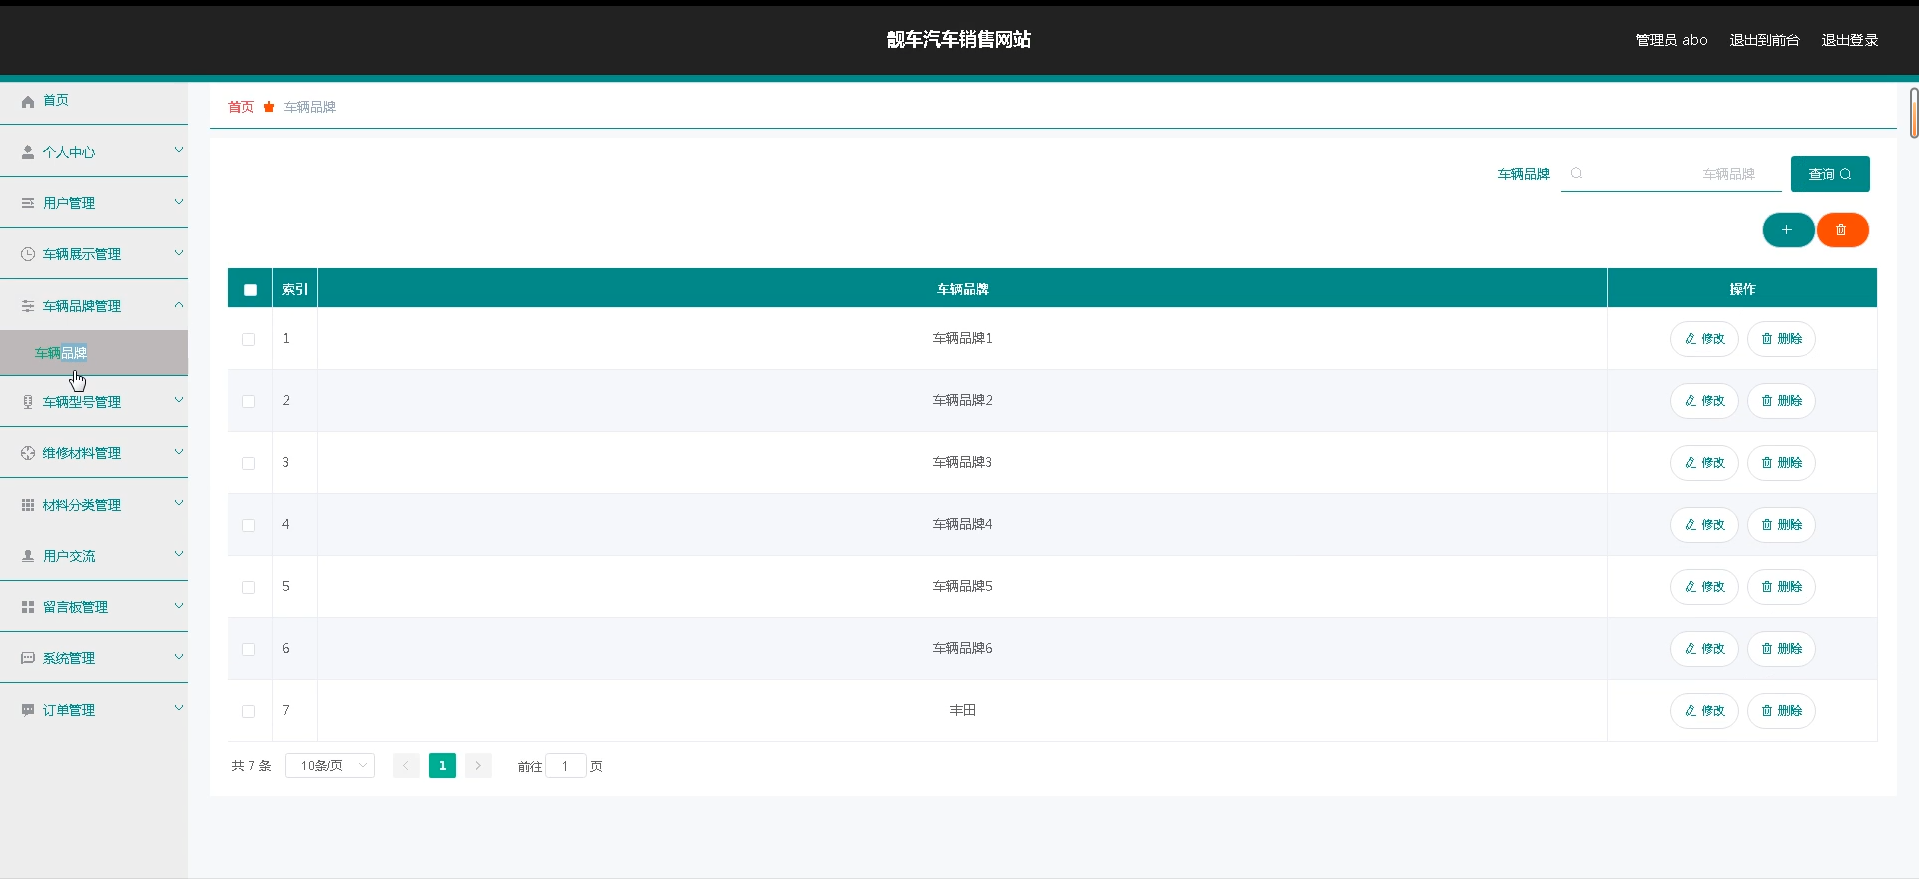 靓车汽车销售网站
管理员 abo 退出到前台 退出登录
首页
个人中心
用户管理
车辆展示管理
车辆品牌管理
车辆品牌
车辆型号管理
维修材料管理
材料分类管理
用户交流
留言板管理
系统管理
订单管理
首页 车辆品牌
车辆品牌 车辆品牌 查询
索引 车辆品牌 操作
1 车辆品牌1 修改 删除
2 车辆品牌2 修改 删除
3 车辆品牌3 修改 删除
4 车辆品牌4 修改 删除
5 车辆品牌5 修改 删除
6 车辆品牌6 修改 删除
7 丰田 修改 删除
共 7 条 10条/页 1 前往 1 页